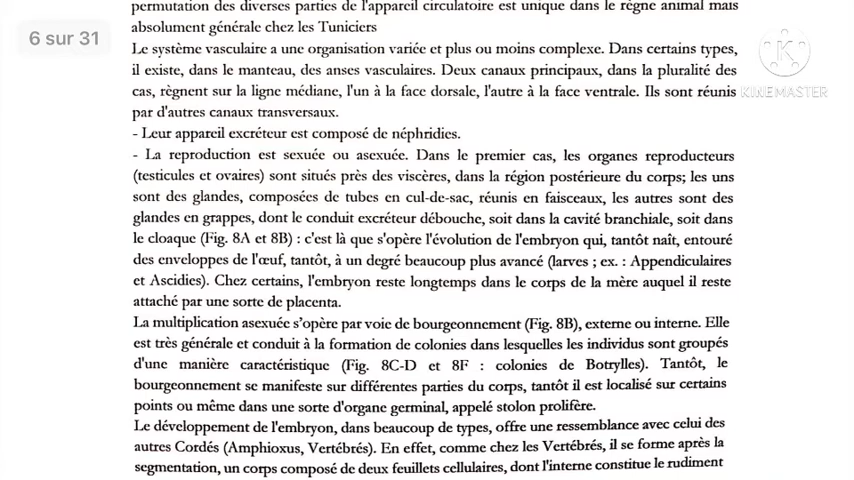 permutation des diverses parties de l'appareil circulatoire est unique dans le règne animal mais
absolument générale chez les Tuniciers
6 sur 31
Le système vasculaire a une organisation variée et plus ou moins complexe. Dans certains types,
il existe, dans le manteau, des anses vasculaires. Deux canaux principaux, dans la pluralité des
cas, règnent sur la ligne médiane, l'un à la face dorsale, l'autre à la face ventrale. Ils sont réunis
KINEMASTER
par d'autres canaux transversaux.
- Leur appareil excréteur est composé de néphridies.
- La reproduction est sexuée ou asexuée. Dans le premier cas, les organes reproducteurs
(testicules et ovaires) sont situés près des viscères, dans la région postérieure du corps; les uns
sont des glandes, composées de tubes en cul-de-sac, réunis en faisceaux, les autres sont des
glandes en grappes, dont le conduit excréteur débouche, soit dans la cavité branchiale, soit dans
le cloaque (Fig. 8A et 8B) : c'est là que s'opère l'évolution de l'embryon qui, tantôt naît, entouré
des enveloppes de l'œuf, tantôt, à un degré beaucoup plus avancé (larves ; ex. : Appendiculaires
et Ascidies). Chez certains, l'embryon reste longtemps dans le corps de la mère auquel il reste
attaché par une sorte de placenta.
La multiplication asexuée s'opère par voie de bourgeonnement (Fig. 8B), externe ou interne. Elle
est très générale et conduit à la formation de colonies dans lesquelles les individus sont groupés
d'une manière caractéristique (Fig. 8C-D et 8F : colonies de Botrylles). Tantôt, le
bourgeonnement se manifeste sur différentes parties du corps, tantôt il est localisé sur certains
points ou même dans une sorte d'organe germinal, appelé stolon prolifère.
Le développement de l'embryon, dans beaucoup de types, offre une ressemblance avec celui des
autres Cordés (Amphioxus, Vertébrés). En effet, comme chez les Vertébrés, il se forme après la
segmentation, un corps composé de deux feuillets cellulaires, dont l'interne constitue le rudiment